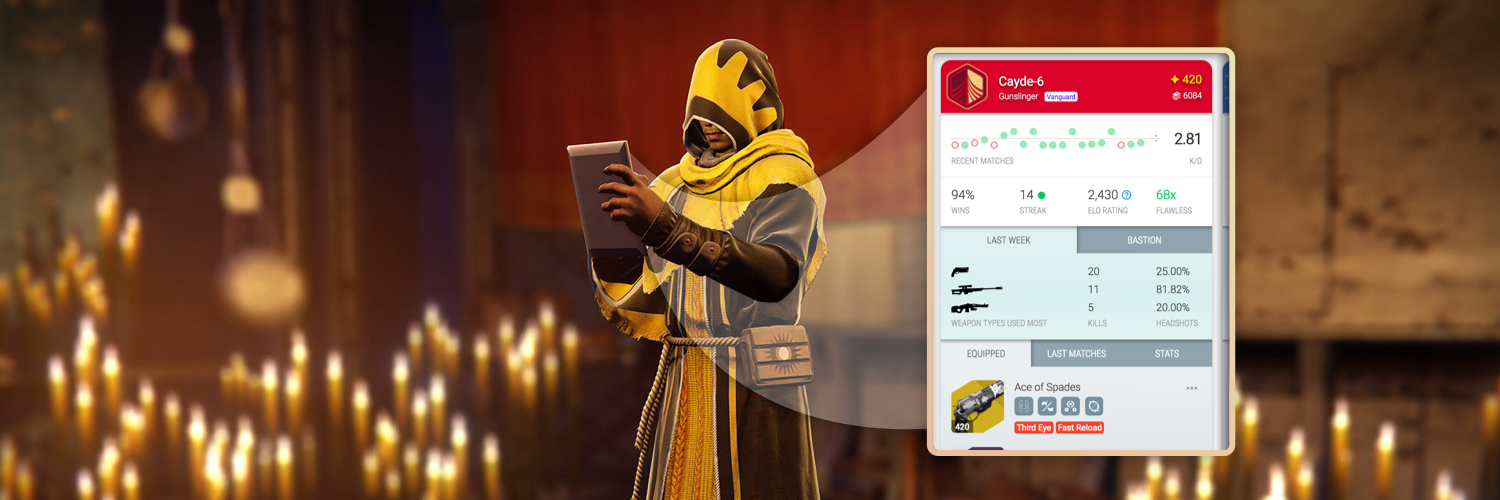 Cayde-6
420
Gunslinger Vanguard
6084
2.81
RECENT MATCHES
K/D
94% 14 2,430 68x
WINS STREAK ELO RATING FLAWLESS
LAST WEEK BASTION
20 25.00%
11 81.82%
5 20.00%
WEAPON TYPES USED MOST KILLS HEADSHOTS
EQUIPPED LAST MATCHES STATS
Ace of Spades
420
Third Eye Fast Reload